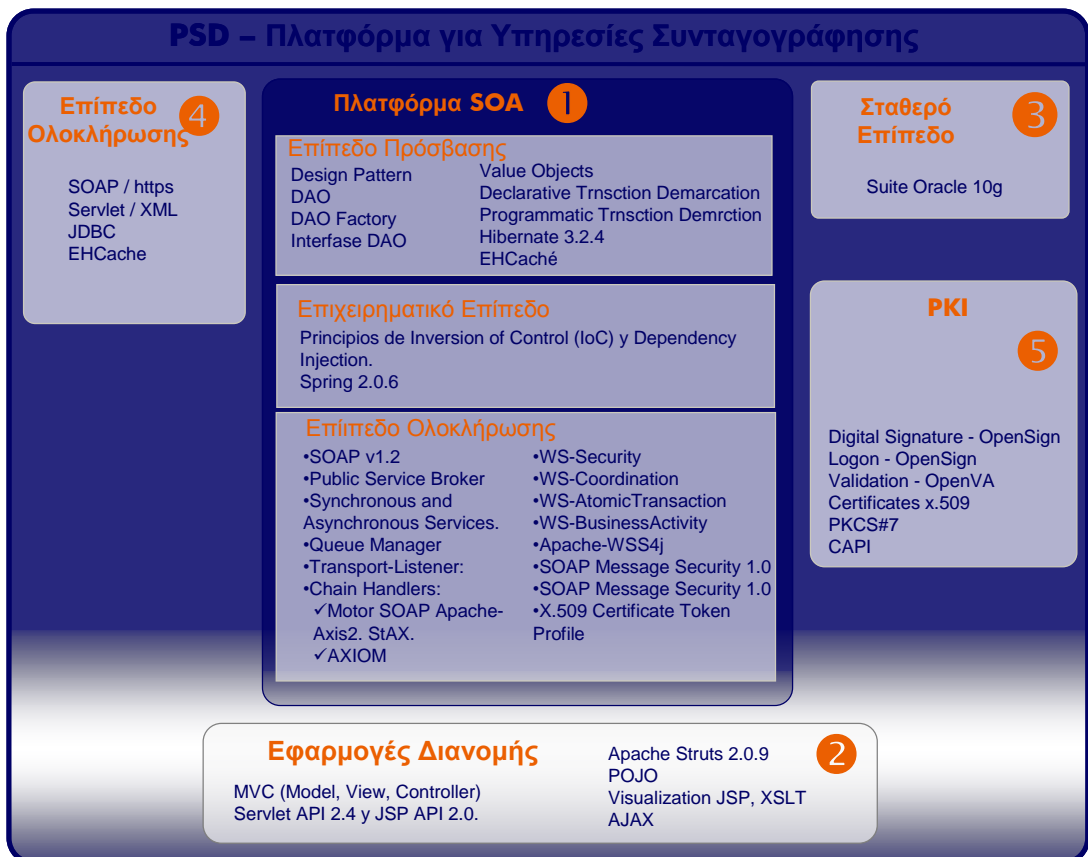 PSD – Πλατφόρμα για Υπηρεσίες Συνταγογράφησης
Επίπεδο
Ολοκλήρωσης
4
SOAP / https
Servlet / XML
JDBC
EHCache
Πλατφόρμα SOA
1
Επίπεδο Πρόσβασης
Design Pattern
DAO
DAO Factory
Interfase DAO
Value Objects
Declarative Trnsction Demarcation
Programmatic Trnsction Demrction
Hibernate 3.2.4
EHCaché
Επιχειρηματικό Επίπεδο
Principios de Inversion of Control (IoC) y Dependency
Injection.
Spring 2.0.6
Επίιπεδο Ολοκλήρωσης
•SOAP v1.2
•Public Service Broker
•Synchronous and
Asynchronous Services.
•Queue Manager
•Transport-Listener:
•Chain Handlers:
✓Motor SOAP Apache-
Axis2. StAX.
✓AXIOM
•WS-Security
•WS-Coordination
•WS-AtomicTransaction
•WS-BusinessActivity
•Apache-WSS4j
•SOAP Message Security 1.0
•SOAP Message Security 1.0
•X.509 Certificate Token
Profile
Σταθερό
Επίπεδο
3
Suite Oracle 10g
PKI
5
Digital Signature - OpenSign
Logon - OpenSign
Validation - OpenVA
Certificates x.509
PKCS#7
CAPI
Εφαρμογές Διανομής
2
MVC (Model, View, Controller)
Servlet API 2.4 y JSP API 2.0.
Apache Struts 2.0.9
POJO
Visualization JSP, XSLT
AJAX